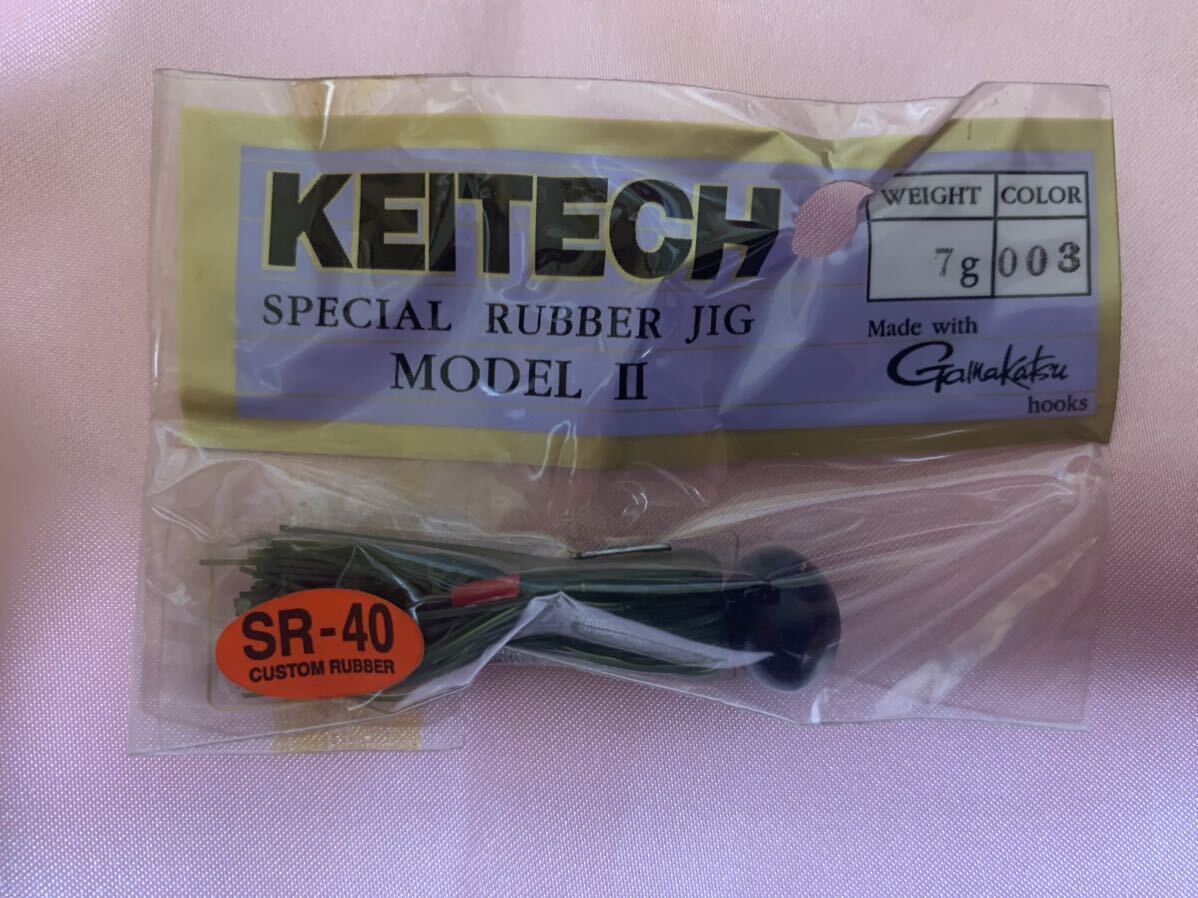 KEITECH
SPECIAL RUBBER JIG
MODEL II
WEIGHT COLOR
7g 003
Made with
Gamakatsu
hooks
SR-40
CUSTOM RUBBER